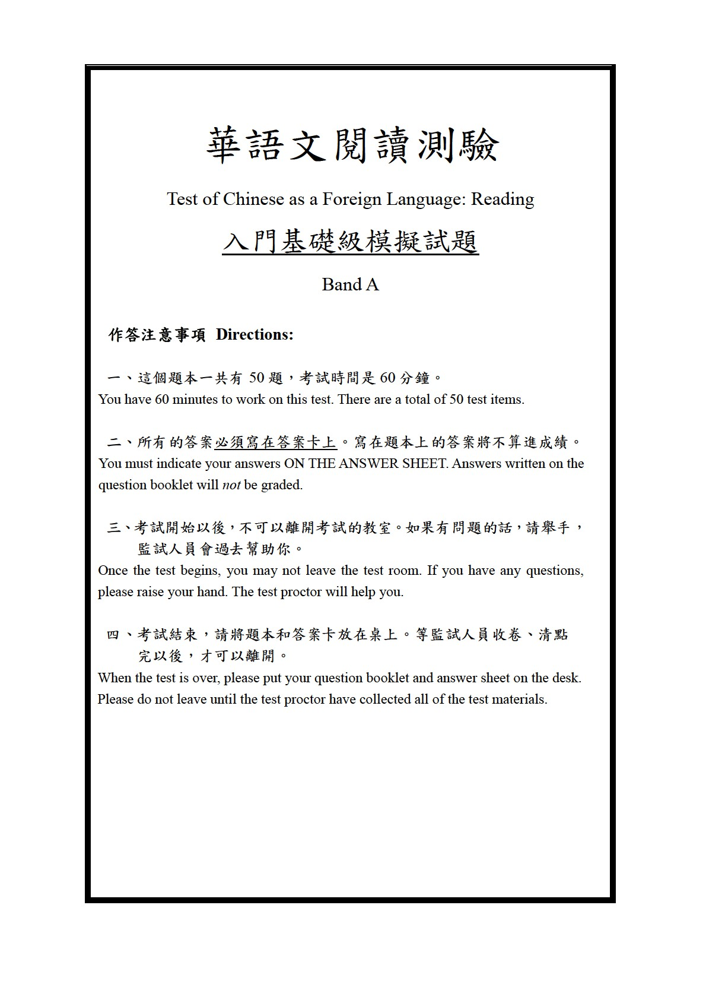 華語文閱讀測驗
Test of Chinese as a Foreign Language: Reading
入門基礎級模擬試題
Band A
作答注意事項 Directions:
一、這個題本一共有 50 題，考試時間是 60 分鐘。
You have 60 minutes to work on this test. There are a total of 50 test items.
二、所有的答案必須寫在答案卡上。寫在題本上的答案將不算進成績。
You must indicate your answers ON THE ANSWER SHEET. Answers written on the
question booklet will not be graded.
三、考試開始以後，不可以離開考試的教室。如果有問題的話，請舉手，
監試人員會過去幫助你。
Once the test begins, you may not leave the test room. If you have any questions,
please raise your hand. The test proctor will help you.
四、考試結束，請將題本和答案卡放在桌上。等監試人員收卷、清點
完以後，才可以離開。
When the test is over, please put your question booklet and answer sheet on the desk.
Please do not leave until the test proctor have collected all of the test materials.